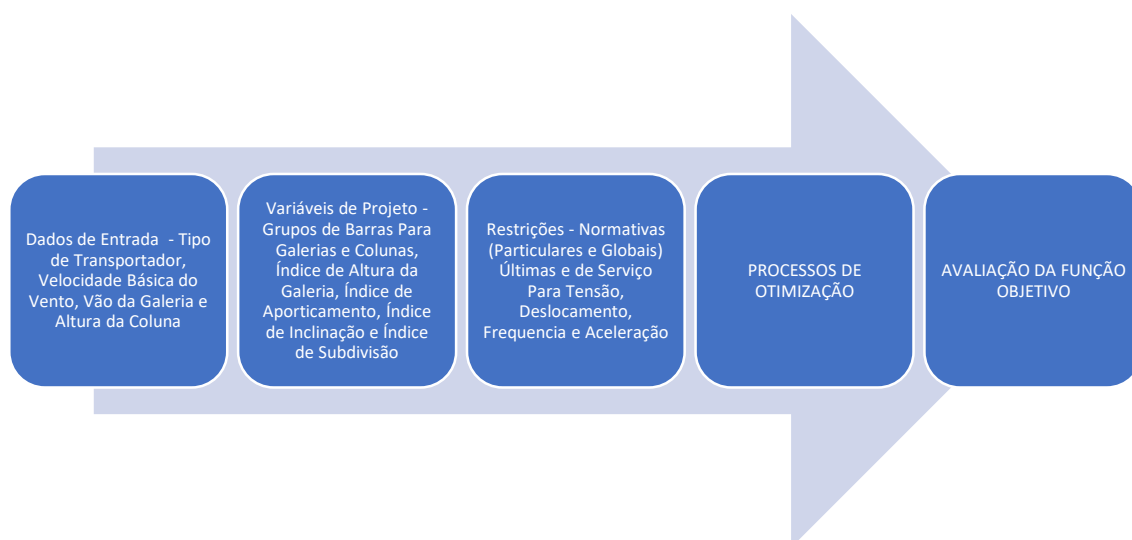 Dados de Entrada - Tipo
de Transportador,
Velocidade Básica do
Vento, Vão da Galeria e
Altura da Coluna
Variáveis de Projeto -
Grupos de Barras Para
Galerias e Colunas,
Índice de Altura da
Galeria, Índice de
Aporticamento, Índice
de Inclinação e Índice
de Subdivisão
Restrições - Normativas
(Particulares e Globais)
Últimas e de Serviço
Para Tensão,
Deslocamento,
Frequencia e Aceleração
PROCESSOS DE
OTIMIZAÇÃO
AVALIAÇÃO DA FUNÇÃO
OBJETIVO